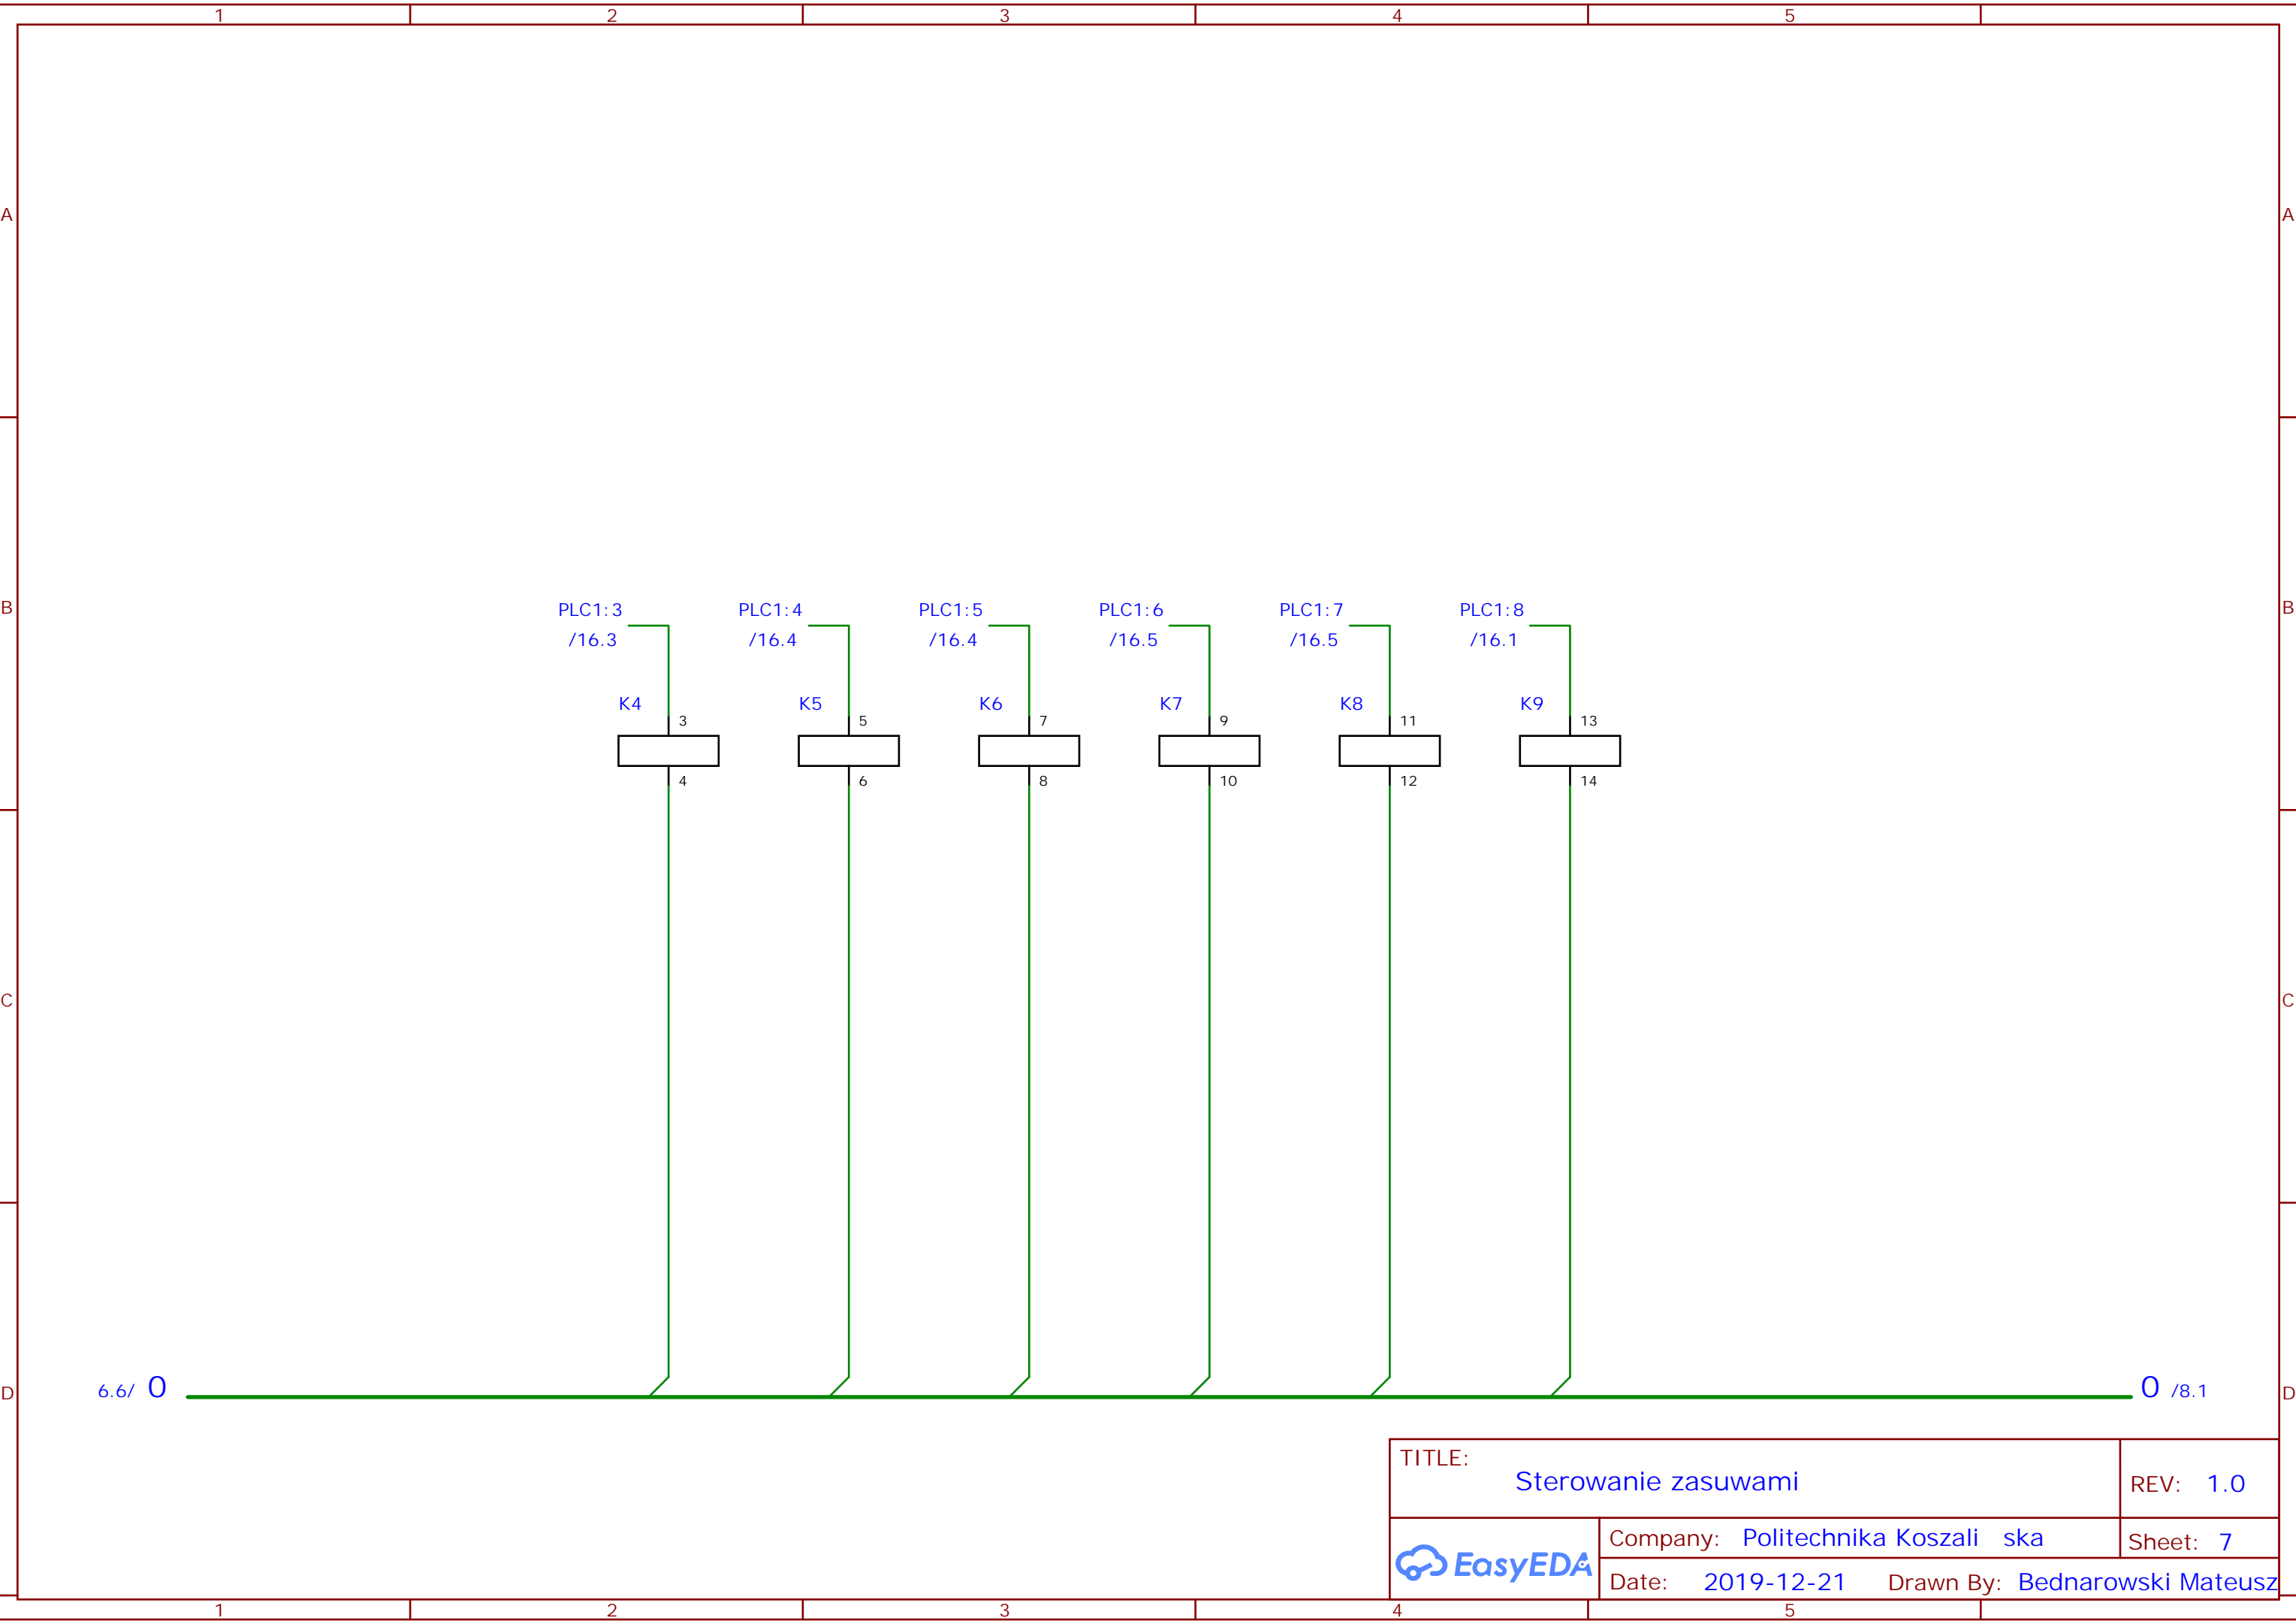 1 2 3 4 5
A A
PLC1:3 PLC1:4 PLC1:5 PLC1:6 PLC1:7 PLC1:8
B B
/16.3 /16.4 /16.4 /16.5 /16.5 /16.1
K4 K5 K6 K7 K8 K9
3 5 7 9 11 13
4 6 8 10 12 14
C C
6.6/ 0 0 /8.1
D D
TITLE:
Sterowanie zasuwami
REV: 1.0
EasyEDA
Company: Politechnika Koszali ska
Sheet: 7
Date: 2019-12-21 Drawn By: Bednarowski Mateusz
1 2 3 4 5